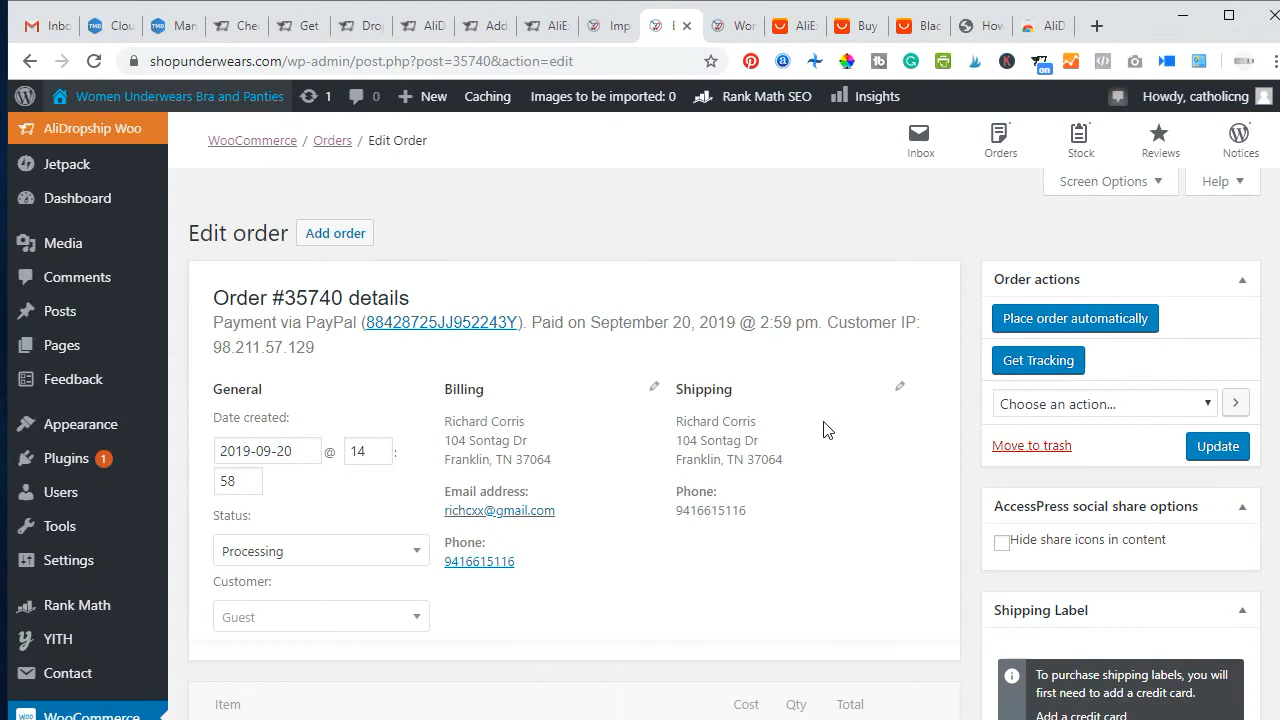 Inbo
Clou
Man
Che
Get
Dro
AliD
Add
AliE
Imp
E
Wor
AliE
Buy
Blac
How
AliD
shopunderwears.com/wp-admin/post.php?post=35740&action=edit
on
Women Underwears Bra and Panties
1
0
New
Caching
Images to be imported: 0
Rank Math SEO
Insights
Howdy, catholicng
AliDropship Woo
Jetpack
Dashboard
Media
Comments
Posts
Pages
Feedback
Appearance
Plugins 1
Users
Tools
Settings
Rank Math
YITH
Contact
WooCommerce
WooCommerce / Orders / Edit Order
Inbox
Orders
Stock
Reviews
Notices
Screen Options
Help
Edit order
Add order
Order #35740 details
Payment via PayPal (88428725JJ952243Y). Paid on September 20, 2019 @ 2:59 pm. Customer IP:
98.211.57.129
General
Date created:
2019-09-20 @ 14 :
58
Status:
Processing
Customer:
Guest
Billing
Richard Corris
104 Sontag Dr
Franklin, TN 37064
Email address:
richcxx@gmail.com
Phone:
9416615116
Shipping
Richard Corris
104 Sontag Dr
Franklin, TN 37064
Phone:
9416615116
Item
Cost
Qty
Total
Order actions
Place order automatically
Get Tracking
Choose an action...
Move to trash
Update
AccessPress social share options
Hide share icons in content
Shipping Label
To purchase shipping labels, you will
first need to add a credit card.
Add a credit card